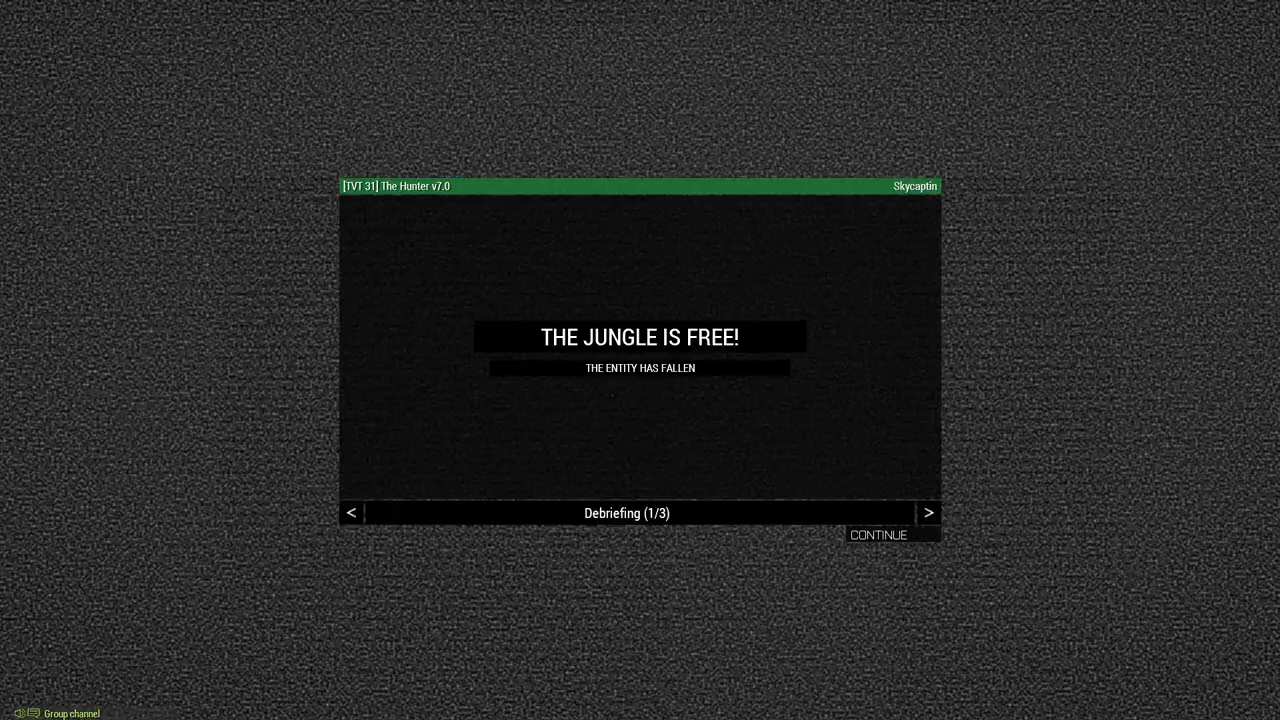 [TVT 31] The Hunter v7.0 Skycaptin
THE JUNGLE IS FREE!
THE ENTITY HAS FALLEN
< Debriefing (1/3) >
CONTINUE
Group channel